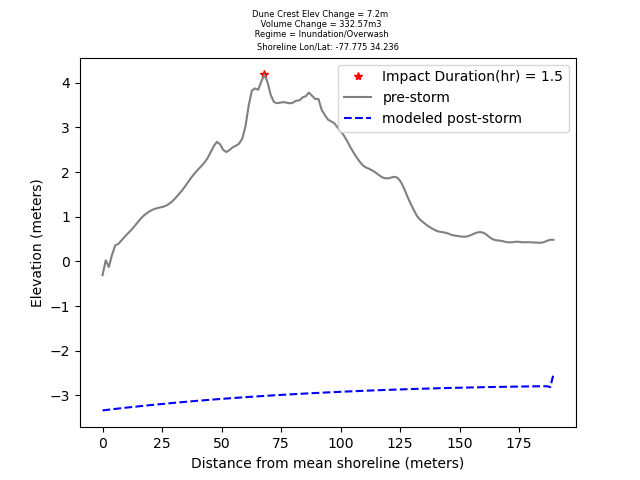 Dune Crest Elev Change = 7.2m
Volume Change = 332.57m3
Regime = Inundation/Overwash
Shoreline Lon/Lat: -77.775 34.236
Impact Duration(hr) = 1.5
pre-storm
modeled post-storm
Elevation (meters)
4
3
2
1
0
−1
−2
−3
0 25 50 75 100 125 150 175
Distance from mean shoreline (meters)